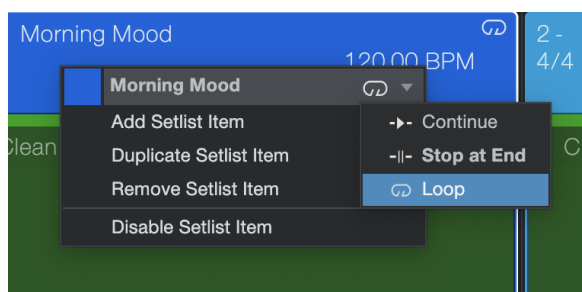 Morning Mood
120.00 BPM
2 -
4/4
Morning Mood
Add Setlist Item
Duplicate Setlist Item
Remove Setlist Item
Disable Setlist Item
Continue
Stop at End
Loop
Clean
C